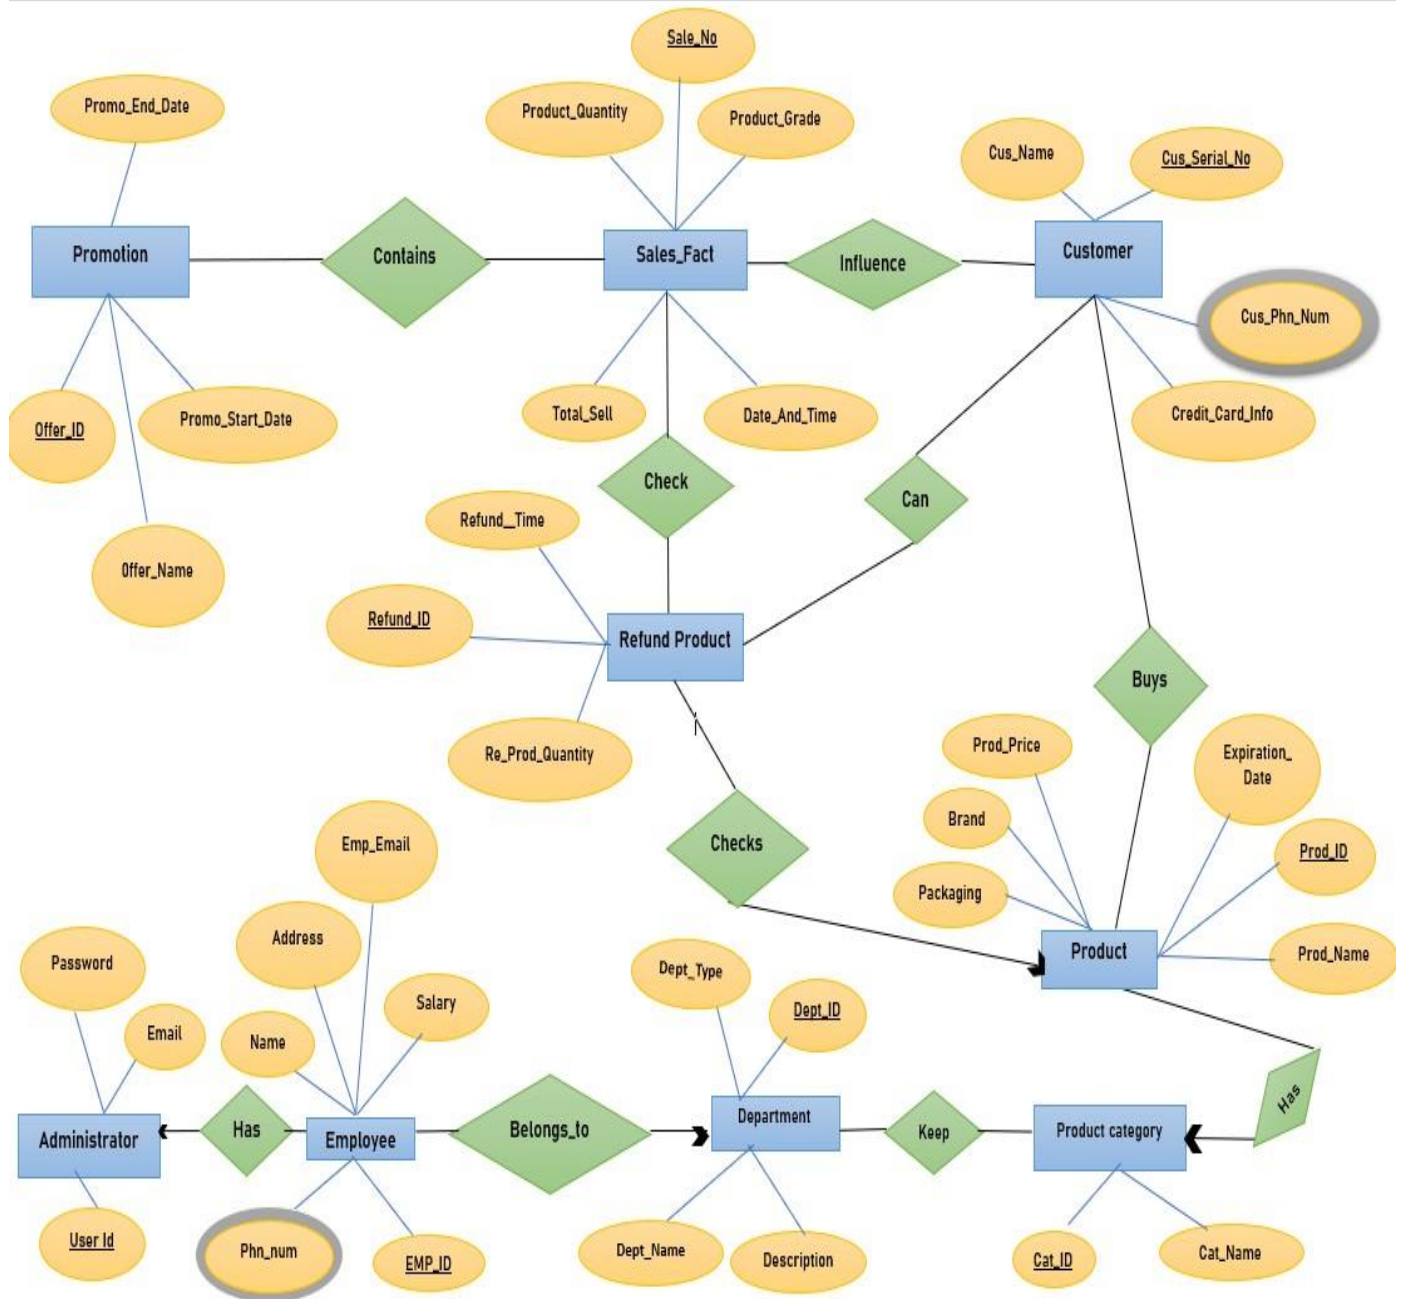 Sale_No
Promo_End_Date
Product_Quantity
Product_Grade
Cus_Name
Cus_Serial_No
Promotion
Contains
Sales_Fact
Influence
Customer
Cus_Phn_Num
Offer_ID
Promo_Start_Date
Total_Sell
Date_And_Time
Credit_Card_Info
Check
Can
Refund__Time
Offer_Name
Refund_ID
Refund Product
Buys
Re_Prod_Quantity
Prod_Price
Expiration_
Date
Brand
Emp_Email
Checks
Prod_ID
Packaging
Address
Product
Prod_Name
Password
Dept_Type
Salary
Dept_ID
Email
Name
Has
Administrator
Has
Employee
Belongs_to
Department
Keep
Product category
User Id
Phn_num
EMP_ID
Dept_Name
Description
Cat_ID
Cat_Name